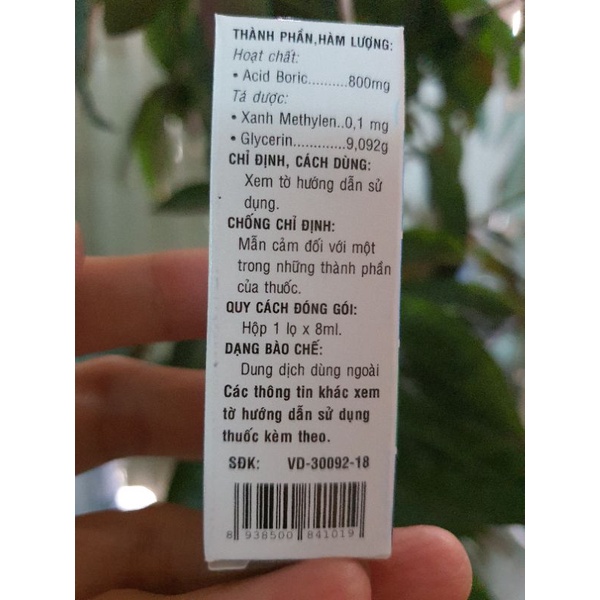 THÀNH PHẦN,HÀM LƯỢNG:
Hoạt chất:
• Acid Boric..........800mg
Tá dược:
• Xanh Methylen..0,1 mg
• Glycerin..............9,092g
CHỈ ĐỊNH, CÁCH DÙNG:
Xem tờ hướng dẫn sử
dụng.
CHỐNG CHỈ ĐỊNH:
Mẫn cảm đối với một
trong những thành phần
của thuốc.
QUY CÁCH ĐÓNG GÓI:
Hộp 1 lọ x 8ml.
DẠNG BÀO CHẾ:
Dung dịch dùng ngoài
Các thông tin khác xem
tờ hướng dẫn sử dụng
thuốc kèm theo.
SĐK: VD-30092-18
8 938500 841019